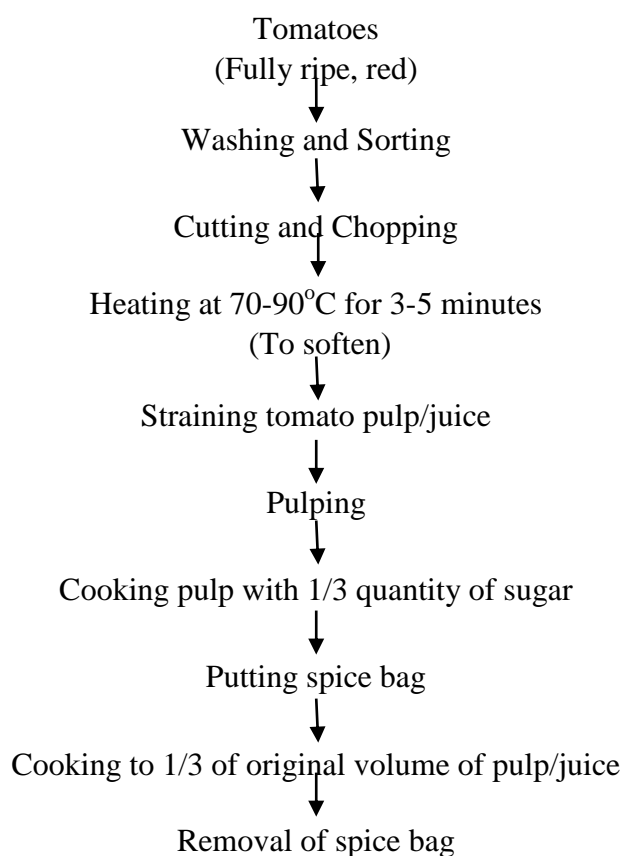 Tomatoes
(Fully ripe, red)
Washing and Sorting
Cutting and Chopping
Heating at 70-90°C for 3-5 minutes
(To soften)
Straining tomato pulp/juice
Pulping
Cooking pulp with 1/3 quantity of sugar
Putting spice bag
Cooking to 1/3 of original volume of pulp/juice
Removal of spice bag